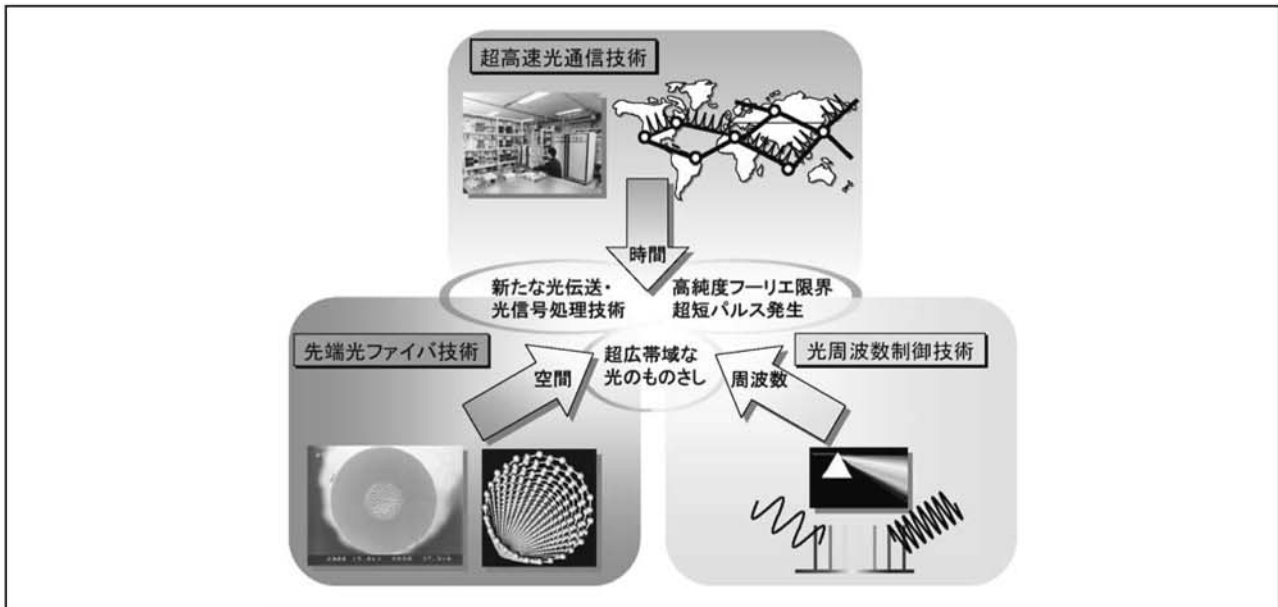 超高速光通信技術
時間
新たな光伝送・
光信号処理技術
高純度フーリエ限界
超短パルス発生
先端光ファイバ技術
光周波数制御技術
超広帯域な
光のものさし
空間
周波数